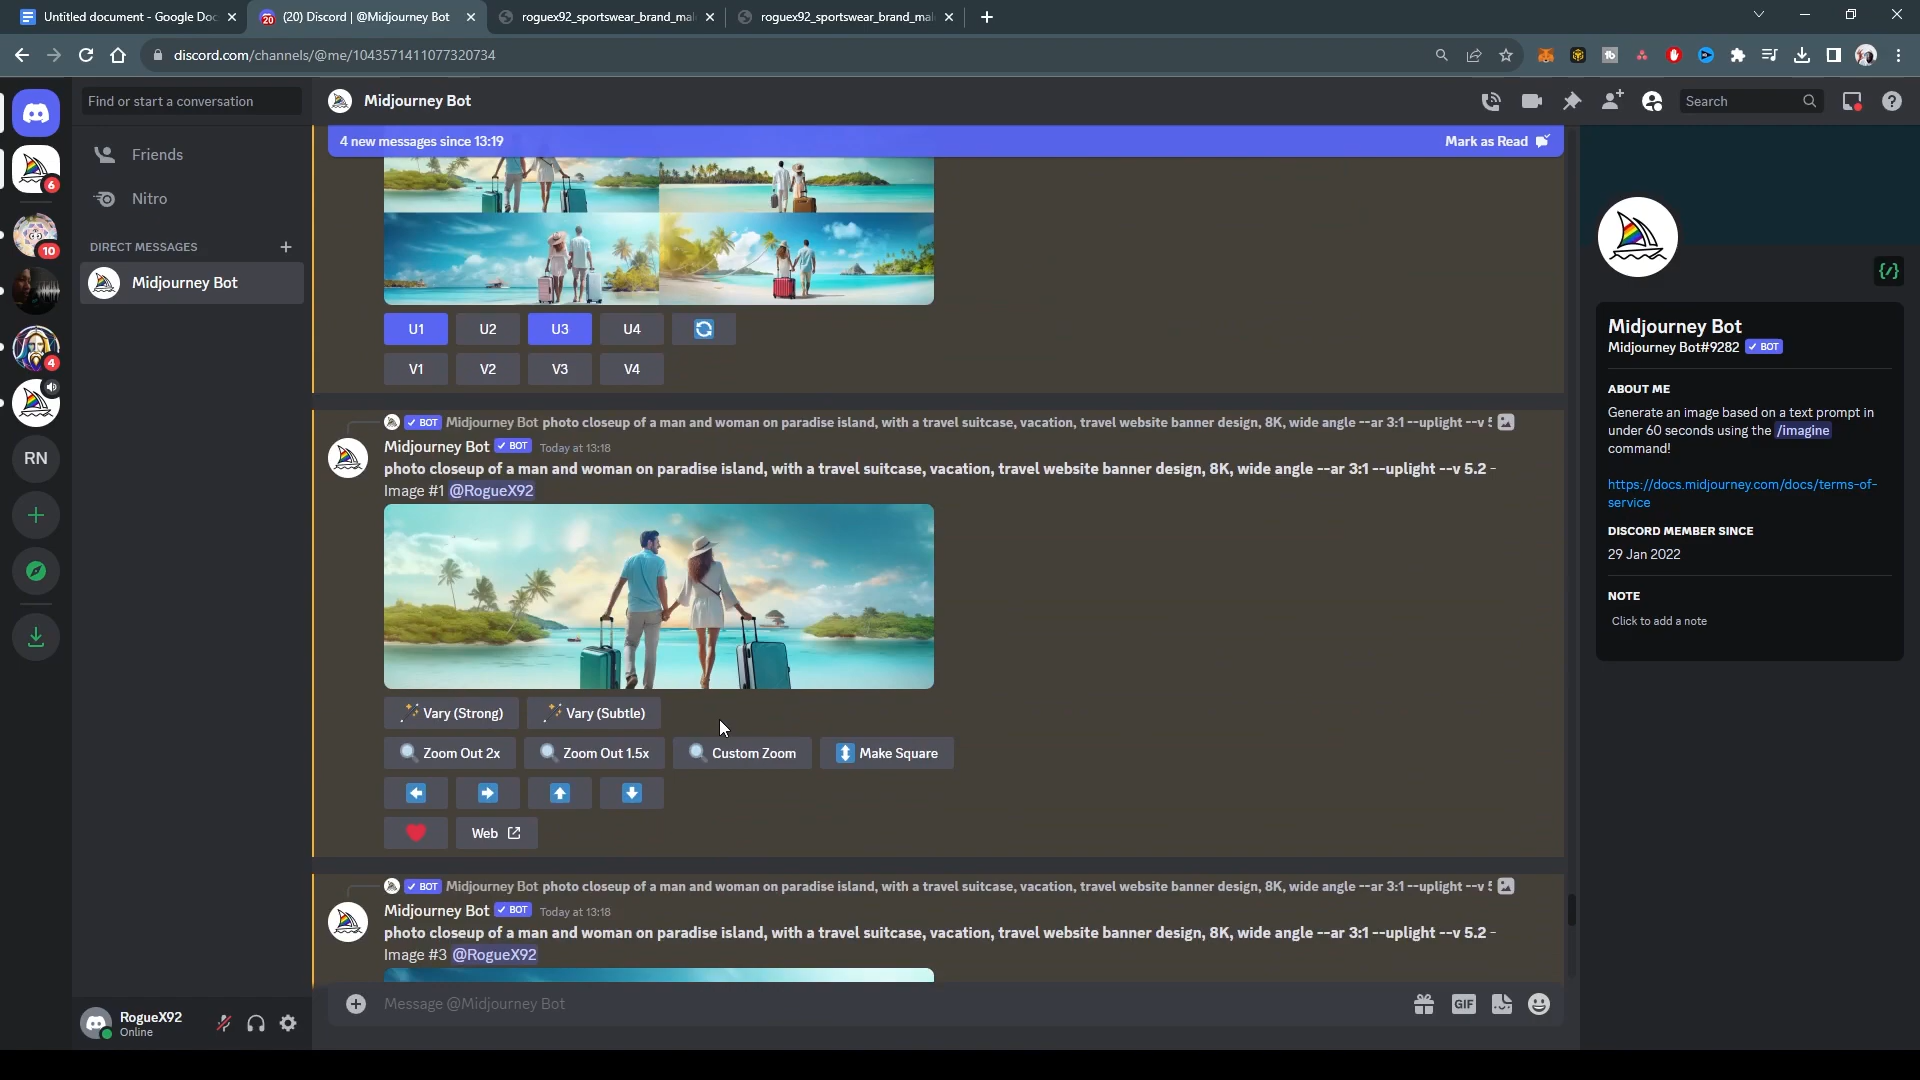 Untitled document - Google Doc
(20) Discord | @Midjourney Bot
roguex92_sportswear_brand_mal
roguex92_sportswear_brand_mal
discord.com/channels/@me/1043571411077320734
Find or start a conversation
Midjourney Bot
Search
Friends
Nitro
DIRECT MESSAGES
Midjourney Bot
6
10
4
RN
4 new messages since 13:19
Mark as Read
U1
U2
U3
U4
V1
V2
V3
V4
BOT Midjourney Bot photo closeup of a man and woman on paradise island, with a travel suitcase, vacation, travel website banner design, 8K, wide angle --ar 3:1 --uplight --v 5
Midjourney Bot BOT Today at 13:18
photo closeup of a man and woman on paradise island, with a travel suitcase, vacation, travel website banner design, 8K, wide angle --ar 3:1 --uplight --v 5.2 -
Image #1 @RogueX92
Vary (Strong)
Vary (Subtle)
Zoom Out 2x
Zoom Out 1.5x
Custom Zoom
Make Square
Web
BOT Midjourney Bot photo closeup of a man and woman on paradise island, with a travel suitcase, vacation, travel website banner design, 8K, wide angle --ar 3:1 --uplight --v 5
Midjourney Bot BOT Today at 13:18
photo closeup of a man and woman on paradise island, with a travel suitcase, vacation, travel website banner design, 8K, wide angle --ar 3:1 --uplight --v 5.2 -
Image #3 @RogueX92
Message @Midjourney Bot
GIF
RogueX92
Online
Midjourney Bot
Midjourney Bot#9282 BOT
ABOUT ME
Generate an image based on a text prompt in
under 60 seconds using the /imagine
command!
https://docs.midjourney.com/docs/terms-of-
service
DISCORD MEMBER SINCE
29 Jan 2022
NOTE
Click to add a note